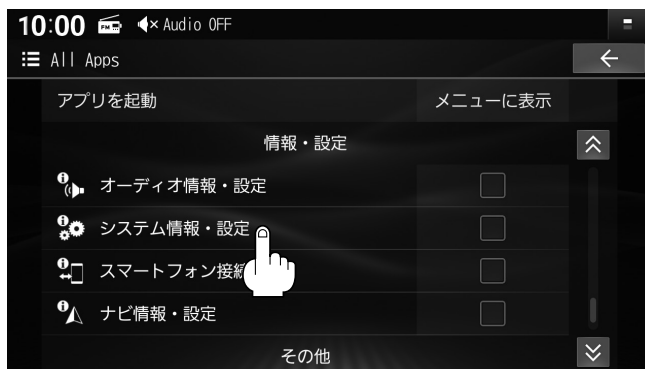 10:00 FM Audio OFF
All Apps
アプリを起動 メニューに表示
情報・設定
オーディオ情報・設定
システム情報・設定
スマートフォン接続
ナビ情報・設定
その他